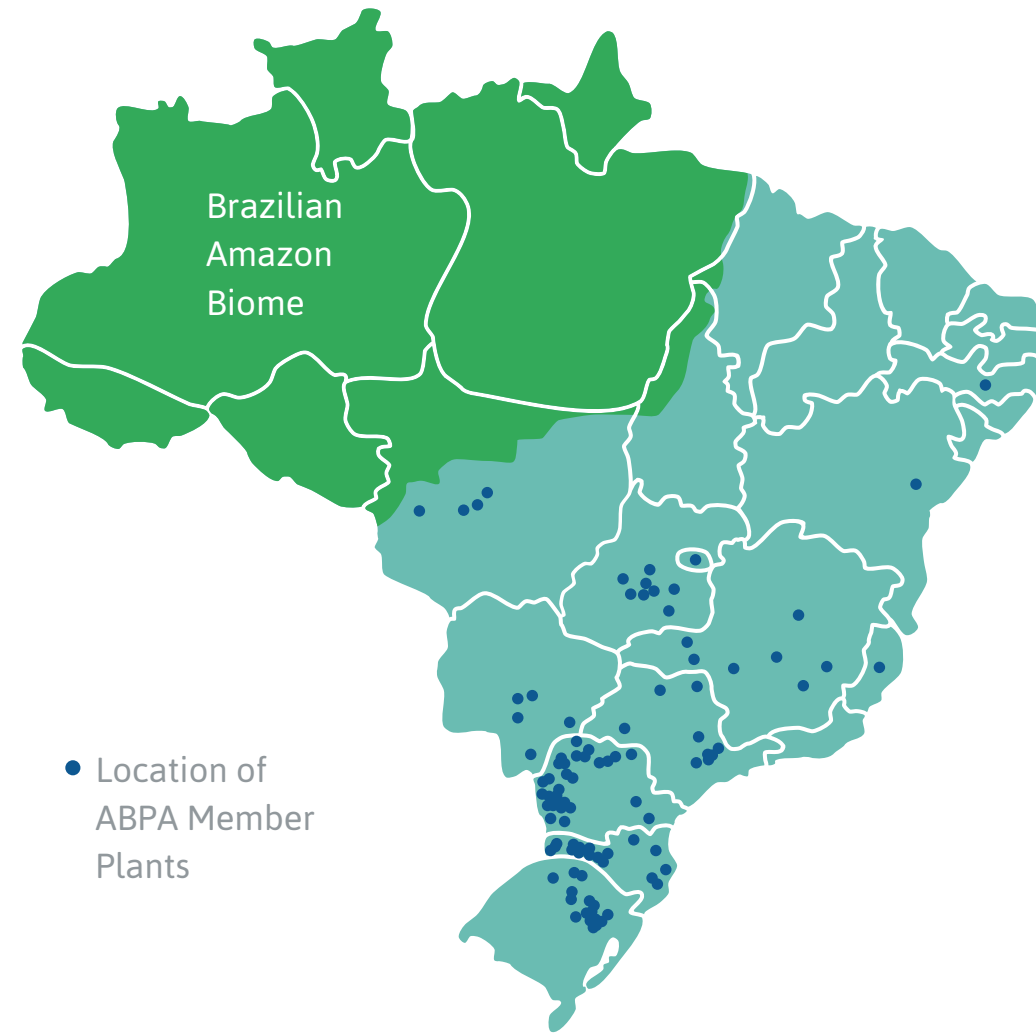 Brazilian
Amazon
Biome
Location of
ABPA Member
Plants